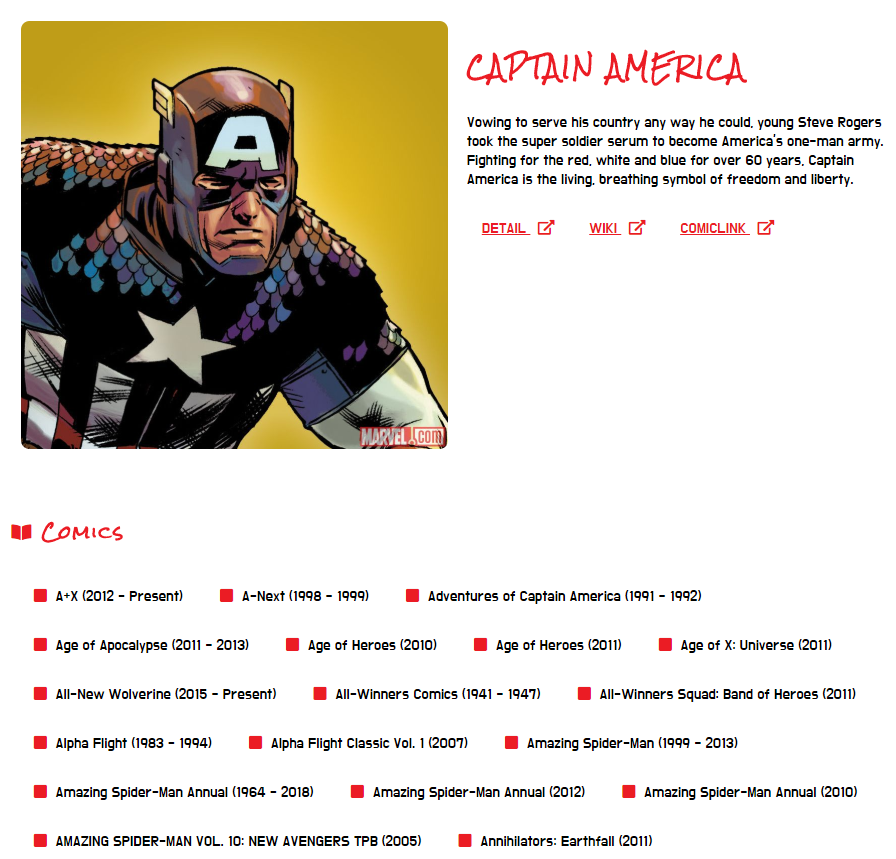 CAPTAIN AMERICA
Vowing to serve his country any way he could, young Steve Rogers
took the super soldier serum to become America's one-man army.
Fighting for the red, white and blue for over 60 years, Captain
America is the living, breathing symbol of freedom and liberty.
DETAIL WIKI COMICLINK
A
MARVEL.com
Comics
A+X (2012 - Present) A-Next (1998 - 1999) Adventures of Captain America (1991 - 1992)
Age of Apocalypse (2011 - 2013) Age of Heroes (2010) Age of Heroes (2011) Age of X: Universe (2011)
All-New Wolverine (2015 - Present) All-Winners Comics (1941 - 1947) All-Winners Squad: Band of Heroes (2011)
Alpha Flight (1983 - 1994) Alpha Flight Classic Vol. 1 (2007) Amazing Spider-Man (1999 - 2013)
Amazing Spider-Man Annual (1964 - 2018) Amazing Spider-Man Annual (2012) Amazing Spider-Man Annual (2010)
AMAZING SPIDER-MAN VOL. 10: NEW AVENGERS TPB (2005) Annihilators: Earthfall (2011)